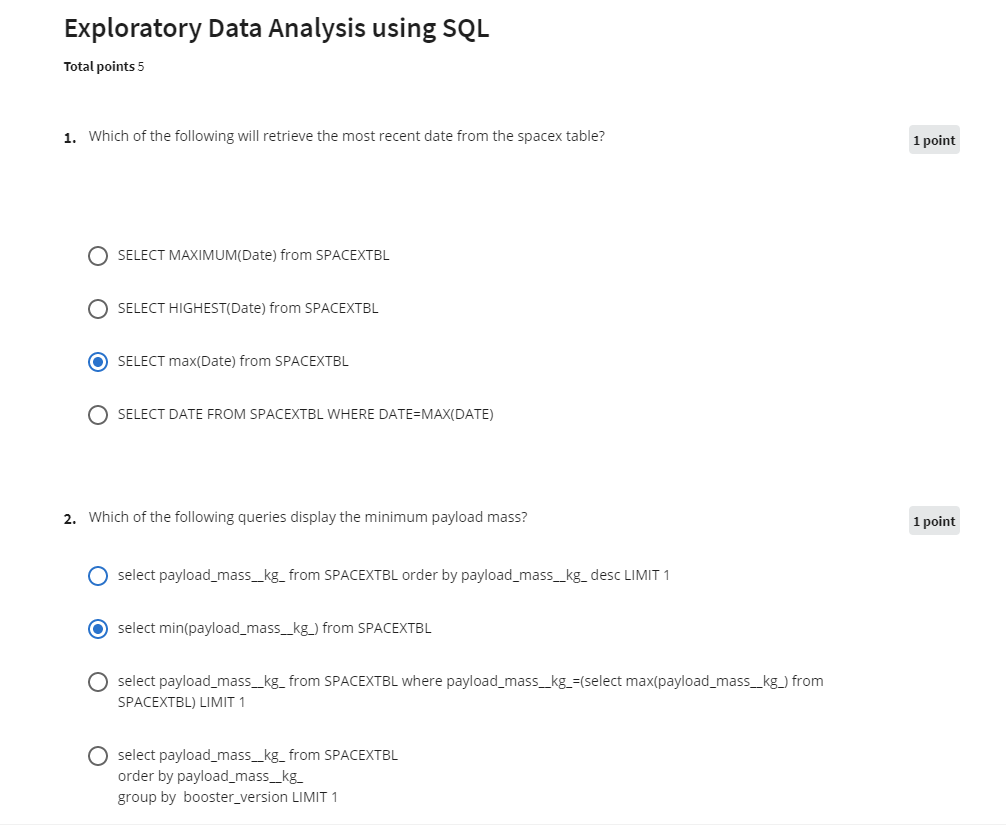 Exploratory Data Analysis using SQL
Total points 5
1. Which of the following will retrieve the most recent date from the spacex table?
1 point
SELECT MAXIMUM(Date) from SPACEXTBL
SELECT HIGHEST(Date) from SPACEXTBL
SELECT max(Date) from SPACEXTBL
SELECT DATE FROM SPACEXTBL WHERE DATE=MAX(DATE)
2. Which of the following queries display the minimum payload mass?
1 point
select payload_mass__kg_ from SPACEXTBL order by payload_mass__kg_ desc LIMIT 1
select min(payload_mass__kg_) from SPACEXTBL
select payload_mass__kg_ from SPACEXTBL where payload_mass__kg_=(select max(payload_mass__kg_) from
SPACEXTBL) LIMIT 1
select payload_mass__kg_ from SPACEXTBL
order by payload_mass__kg_
group by booster_version LIMIT 1